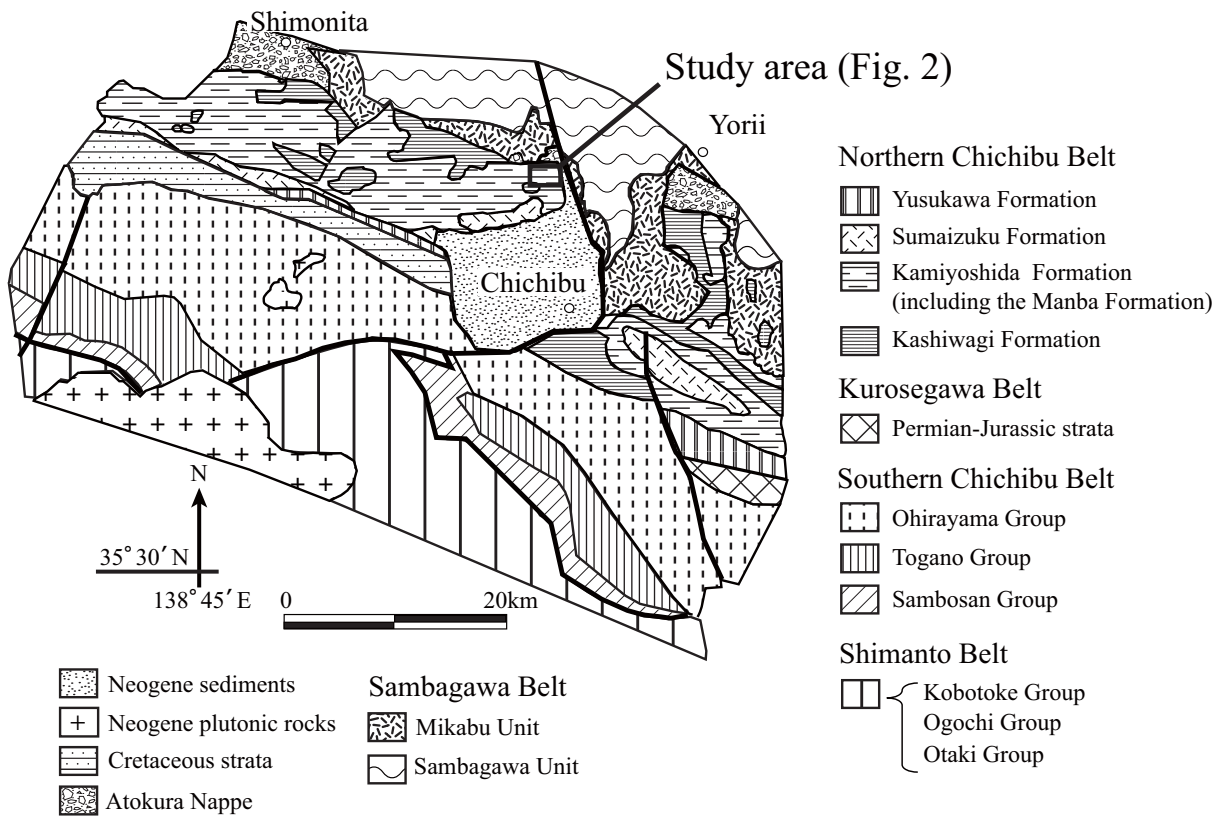 Shimonita
Study area (Fig. 2)
Yorii
Chichibu
N
35°30′N
138°45′E
0
20km
Northern Chichibu Belt
Yusukawa Formation
Sumaizuku Formation
Kamiyoshida Formation
(including the Manba Formation)
Kashiwagi Formation
Kurosegawa Belt
Permian-Jurassic strata
Southern Chichibu Belt
Ohirayama Group
Togano Group
Sambosan Group
Shimanto Belt
Kobotoke Group
Ogochi Group
Otaki Group
Neogene sediments
Neogene plutonic rocks
Cretaceous strata
Atokura Nappe
Sambagawa Belt
Mikabu Unit
Sambagawa Unit